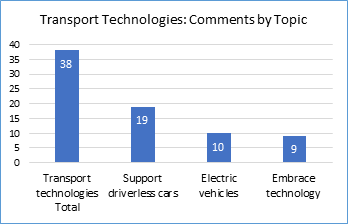 Transport Technologies: Comments by Topic
40
35
30
25
20
15
10
5
0
38
19
10
9
Transport technologies Total
Support driverless cars
Electric vehicles
Embrace technology